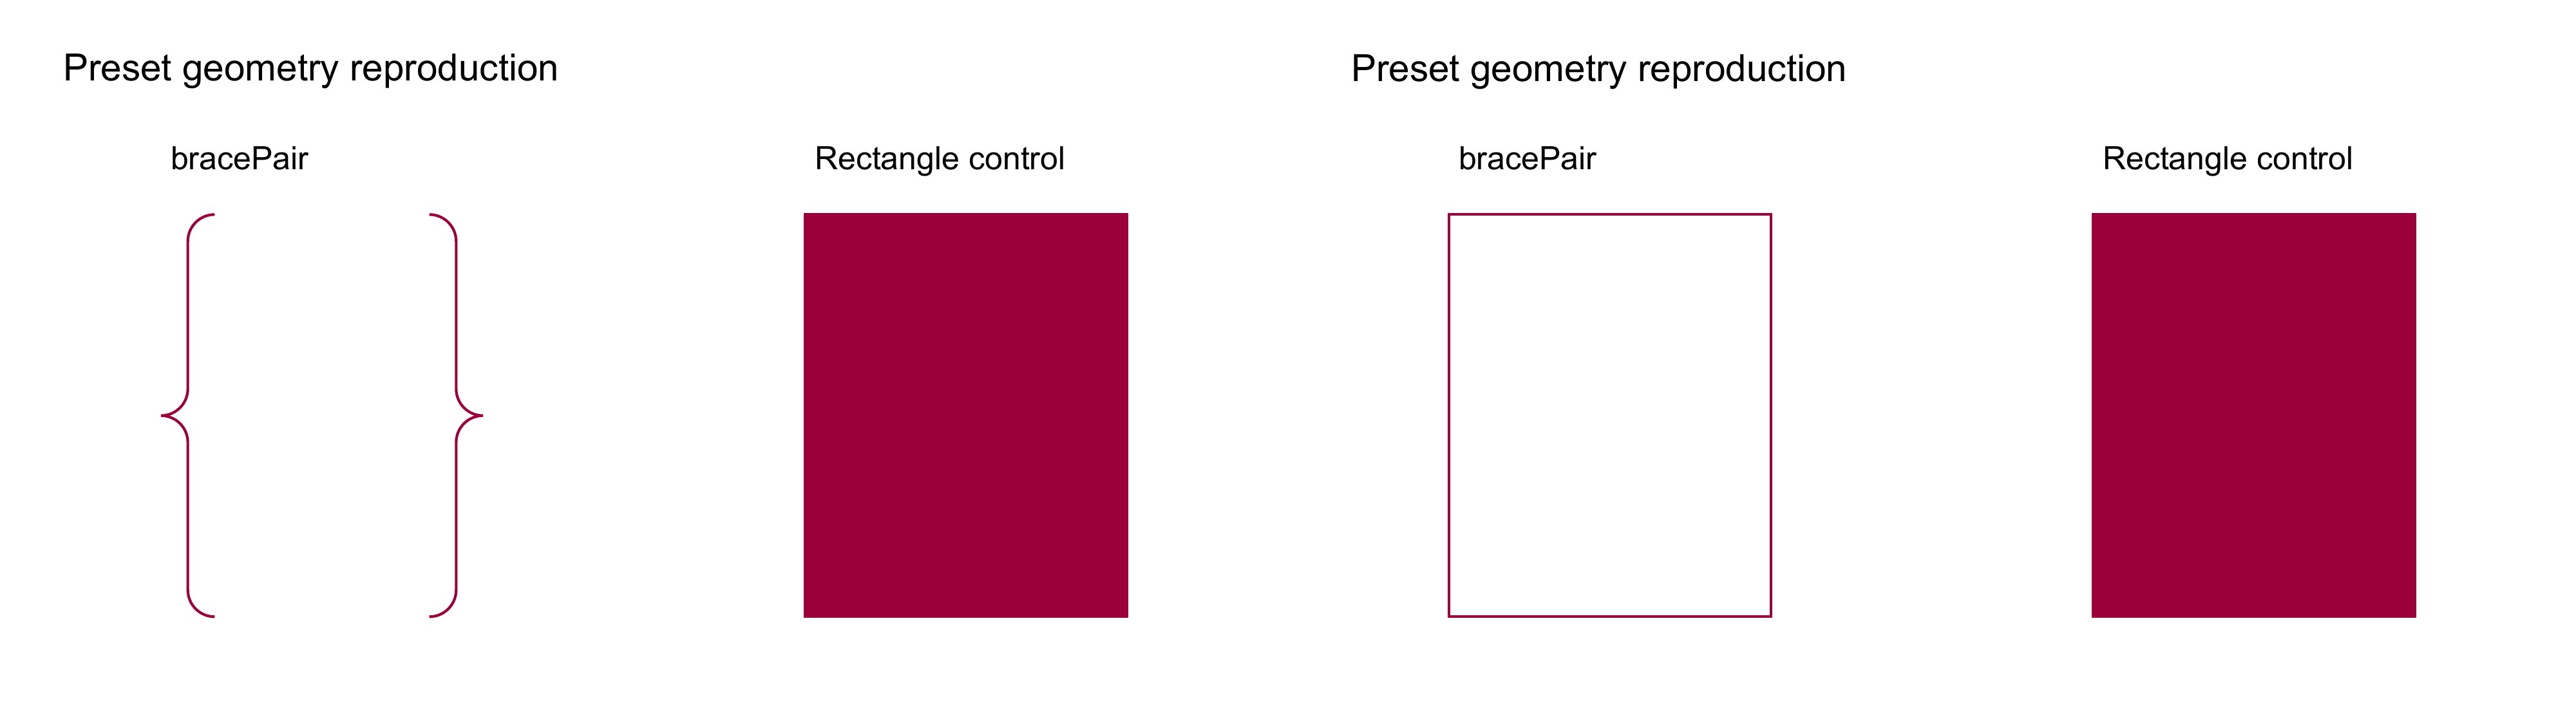 Preset geometry reproduction
bracePair
Rectangle control
Preset geometry reproduction
bracePair
Rectangle control